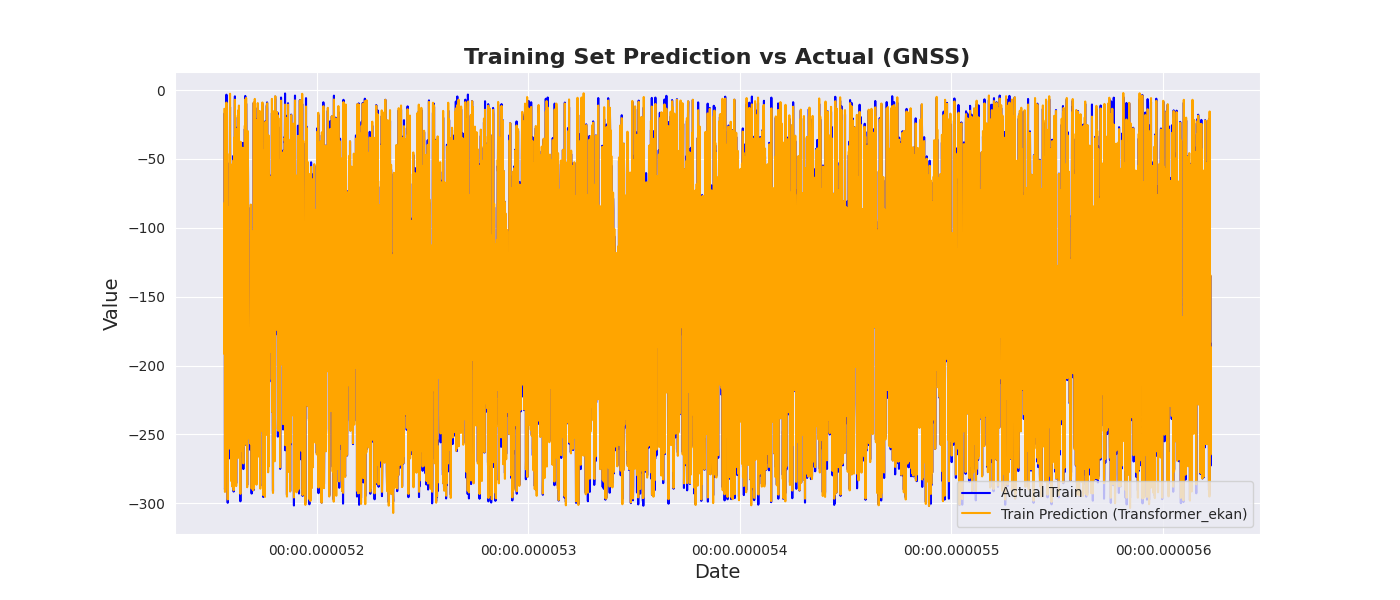 Training Set Prediction vs Actual (GNSS)
0
−50
−100
−150
−200
−250
−300
Value
Actual Train
Train Prediction (Transformer_ekan)
00:00.000052
00:00.000053
00:00.000054
00:00.000055
00:00.000056
Date